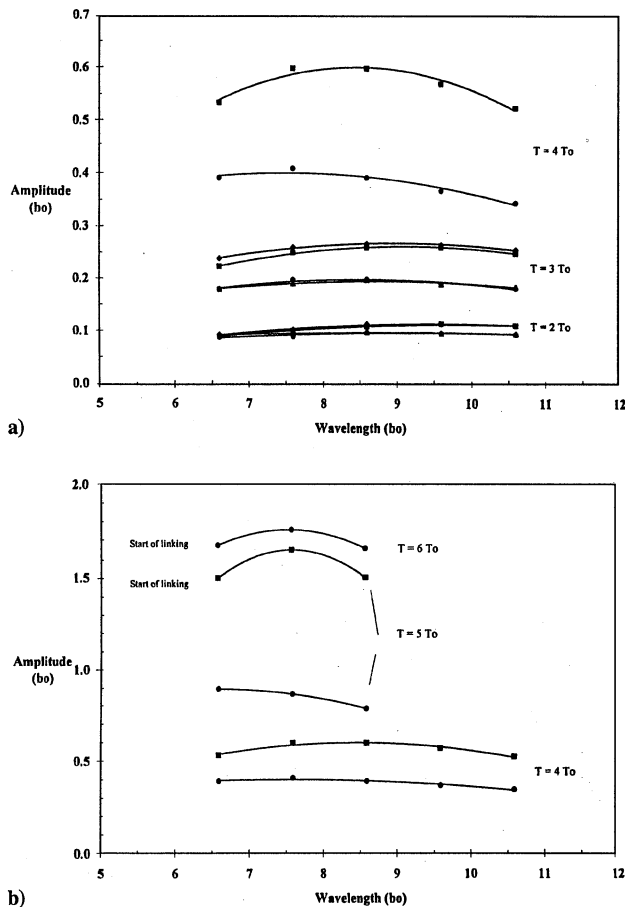 0.7
0.6
0.5
T = 4 To
0.4
Amplitude
(bo)
0.3
T = 3 To
0.2
0.1
T = 2 To
0.0
5 6 7 8 9 10 11 12
a)
Wavelength (bo)
2.0
Start of linking
T = 6 To
Start of linking
1.5
T = 5 To
Amplitude
(bo)
1.0
0.5
T = 4 To
0.0
5 6 7 8 9 10 11 12
b)
Wavelength (bo)